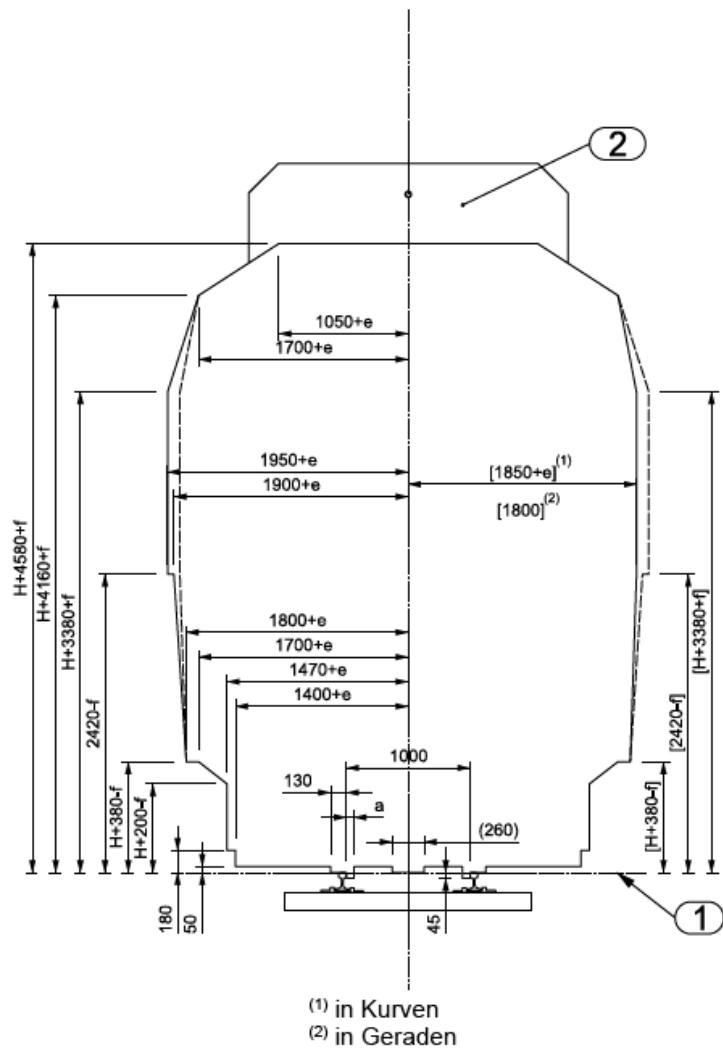 2
1050+e
1700+e
1950+e
1900+e
[1850+e](1)
[1800](2)
H+4580+f
H+4160+f
H+3380+f
2420-f
H+380-f
H+200-f
180
50
1800+e
1700+e
1470+e
1400+e
1000
130
a
(260)
45
[H+3380+f]
[2420-f]
[H+380-f]
1
(1) in Kurven
(2) in Geraden